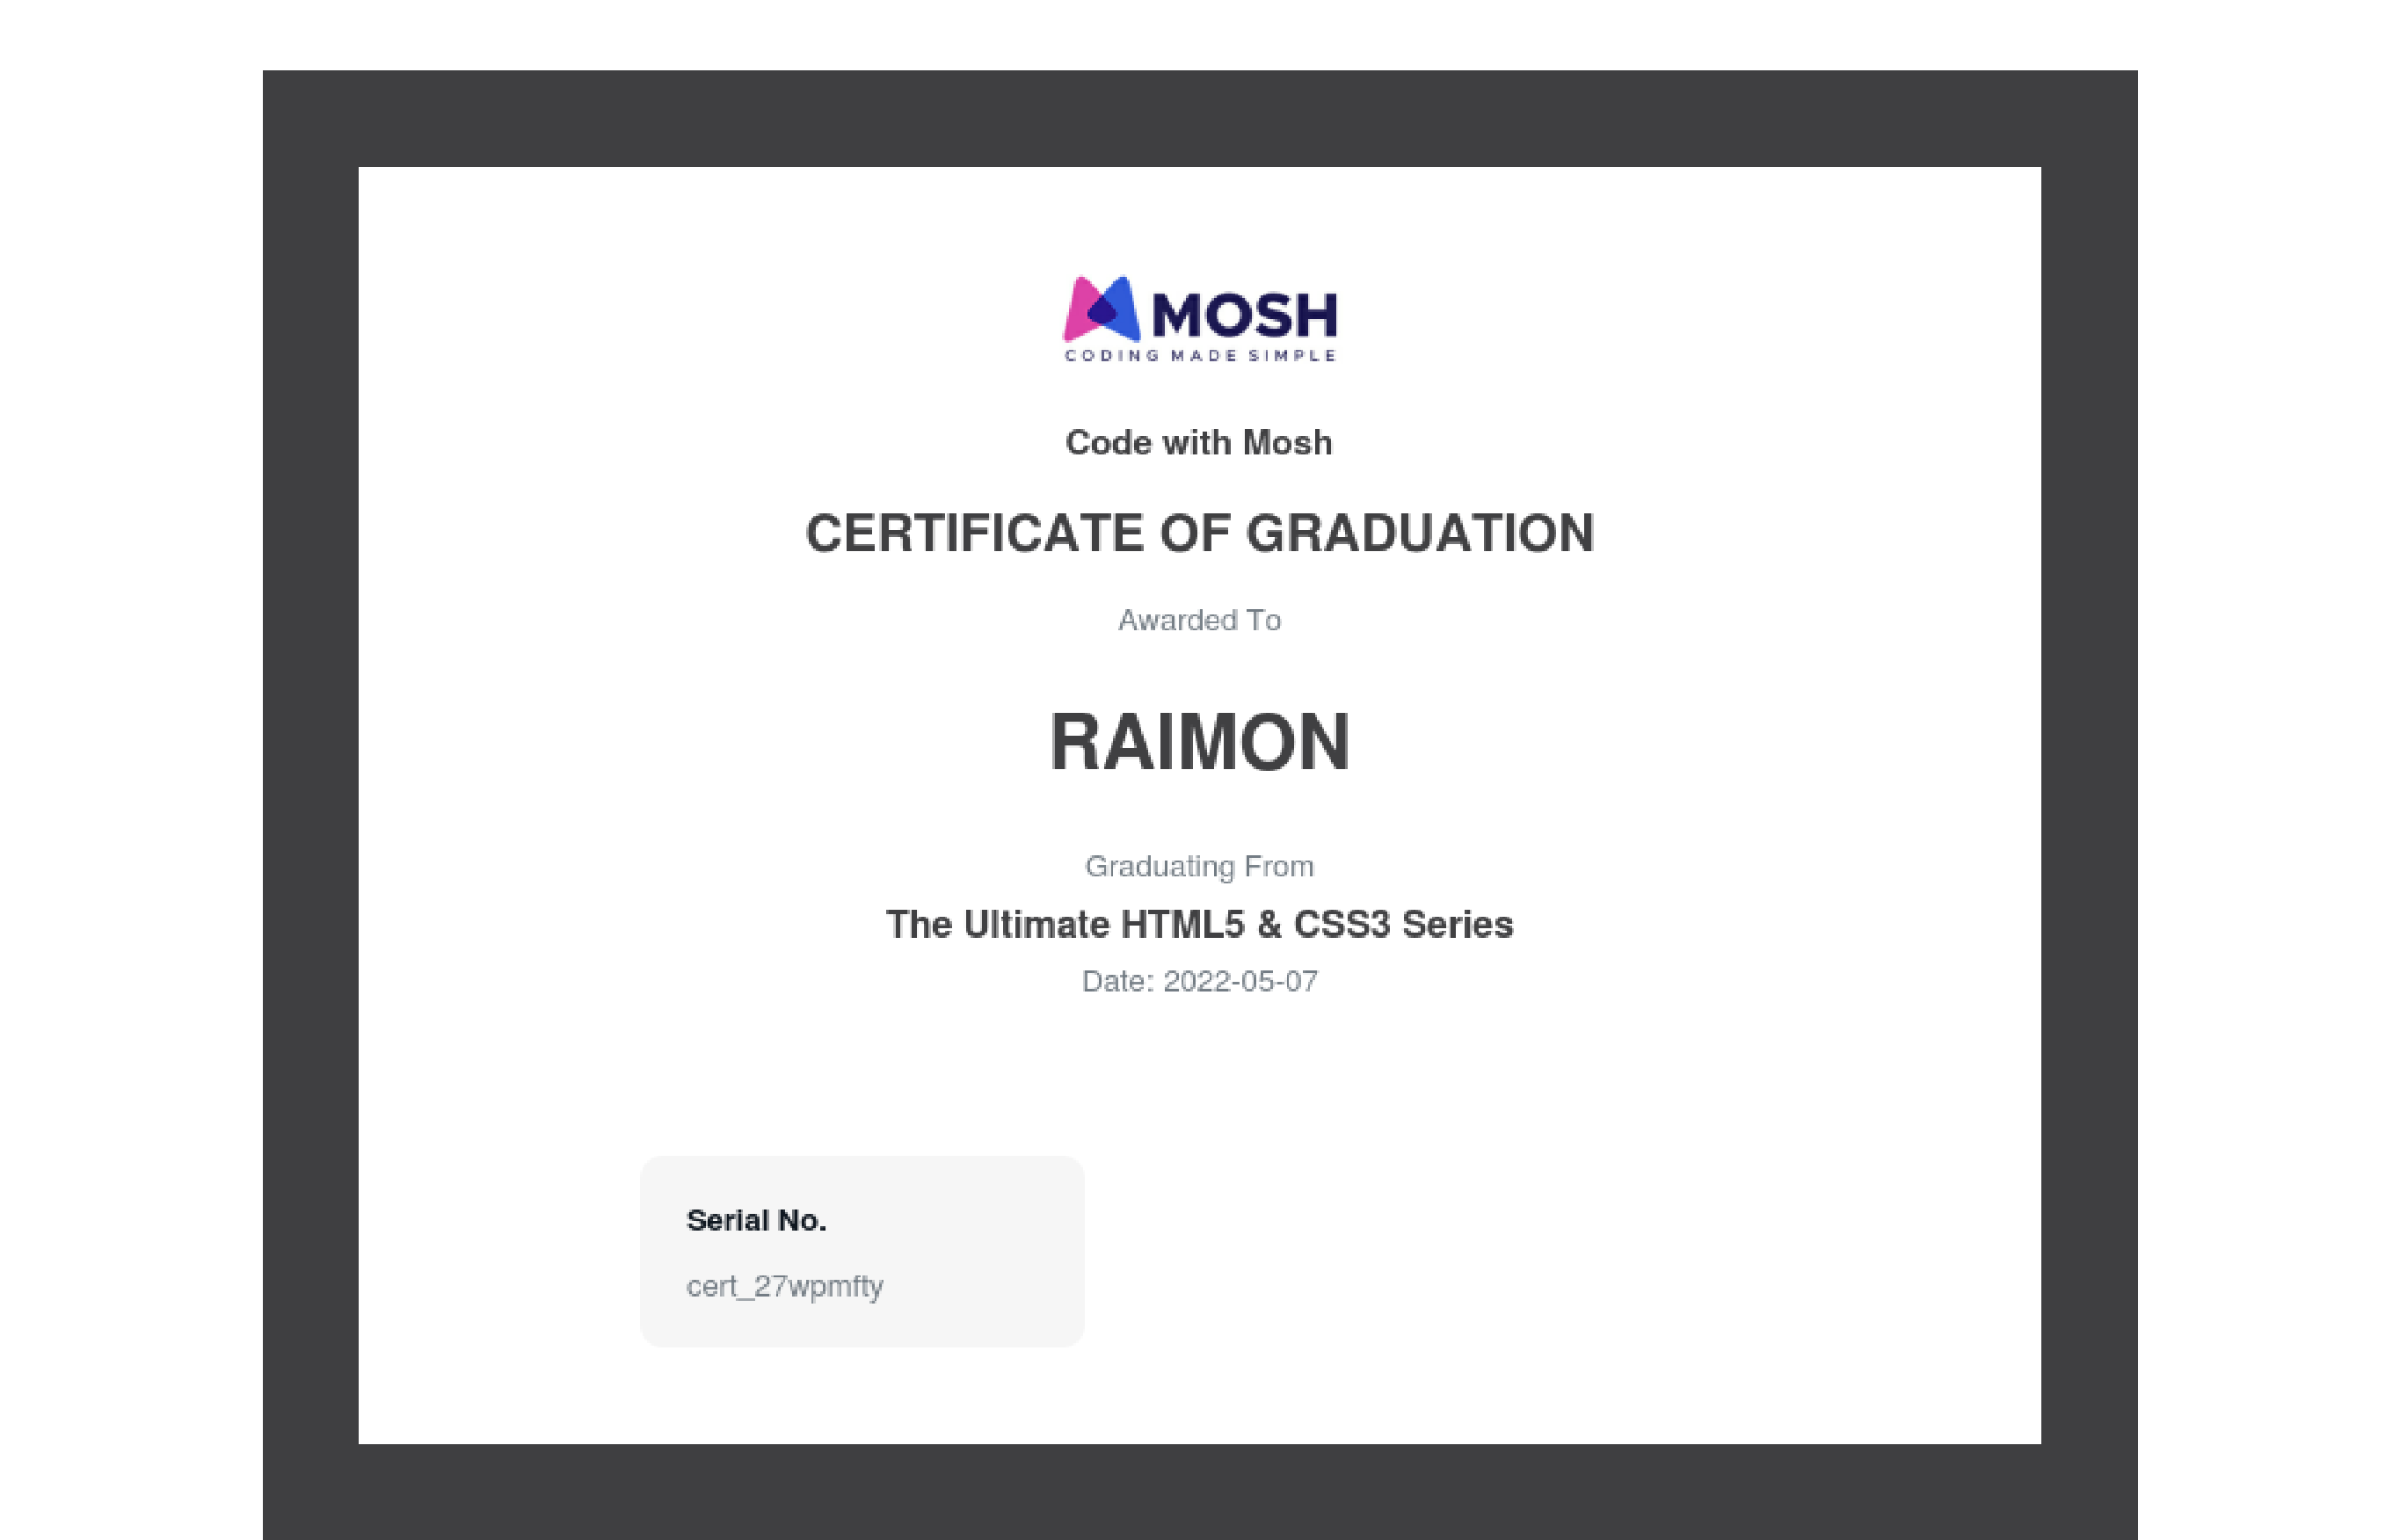 MOSH
CODING MADE SIMPLE
Code with Mosh
CERTIFICATE OF GRADUATION
Awarded To
RAIMON
Graduating From
The Ultimate HTML5 & CSS3 Series
Date: 2022-05-07
Serial No.
cert_27wpmfty